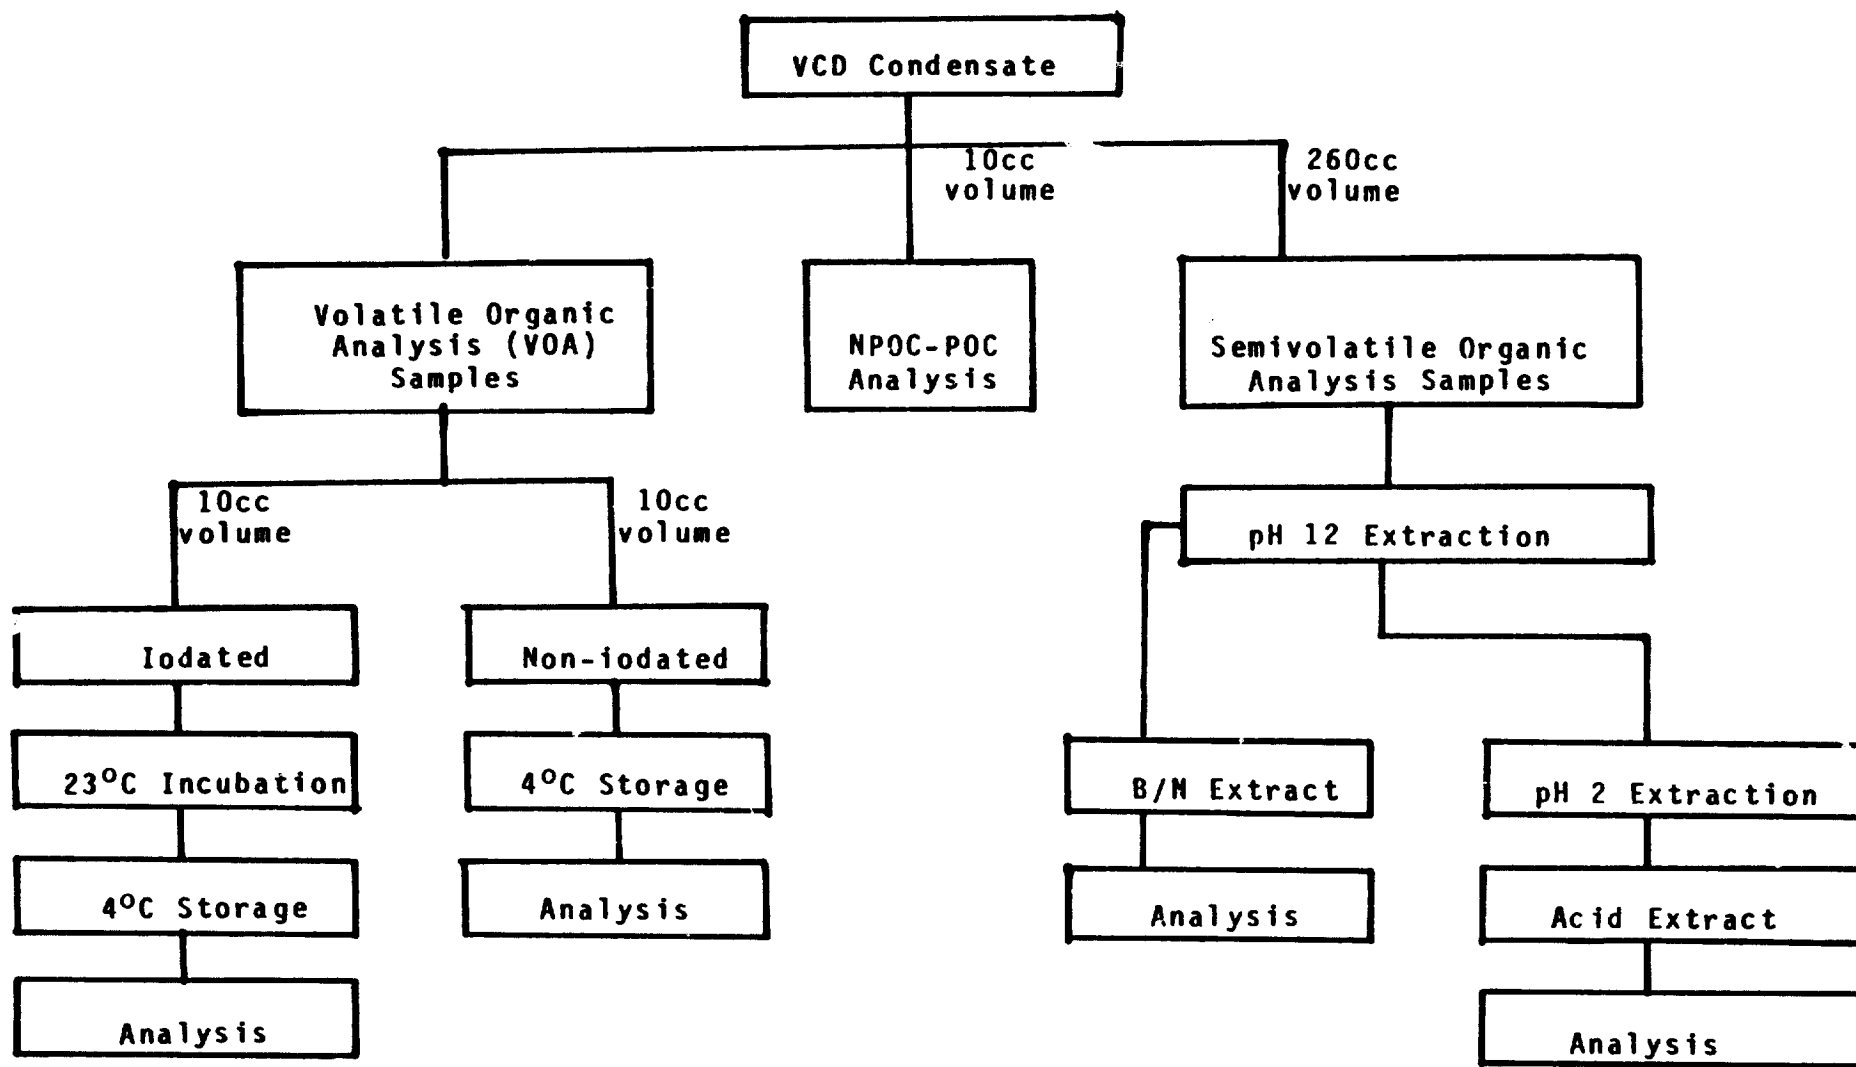 VCD Condensate
10cc
volume
260cc
volume
Volatile Organic
Analysis (VOA)
Samples
NPOC-POC
Analysis
Semivolatile Organic
Analysis Samples
10cc
volume
10cc
volume
pH 12 Extraction
Iodated
Non-iodated
23°C Incubation
4°C Storage
B/N Extract
pH 2 Extraction
4°C Storage
Analysis
Analysis
Acid Extract
Analysis
Analysis